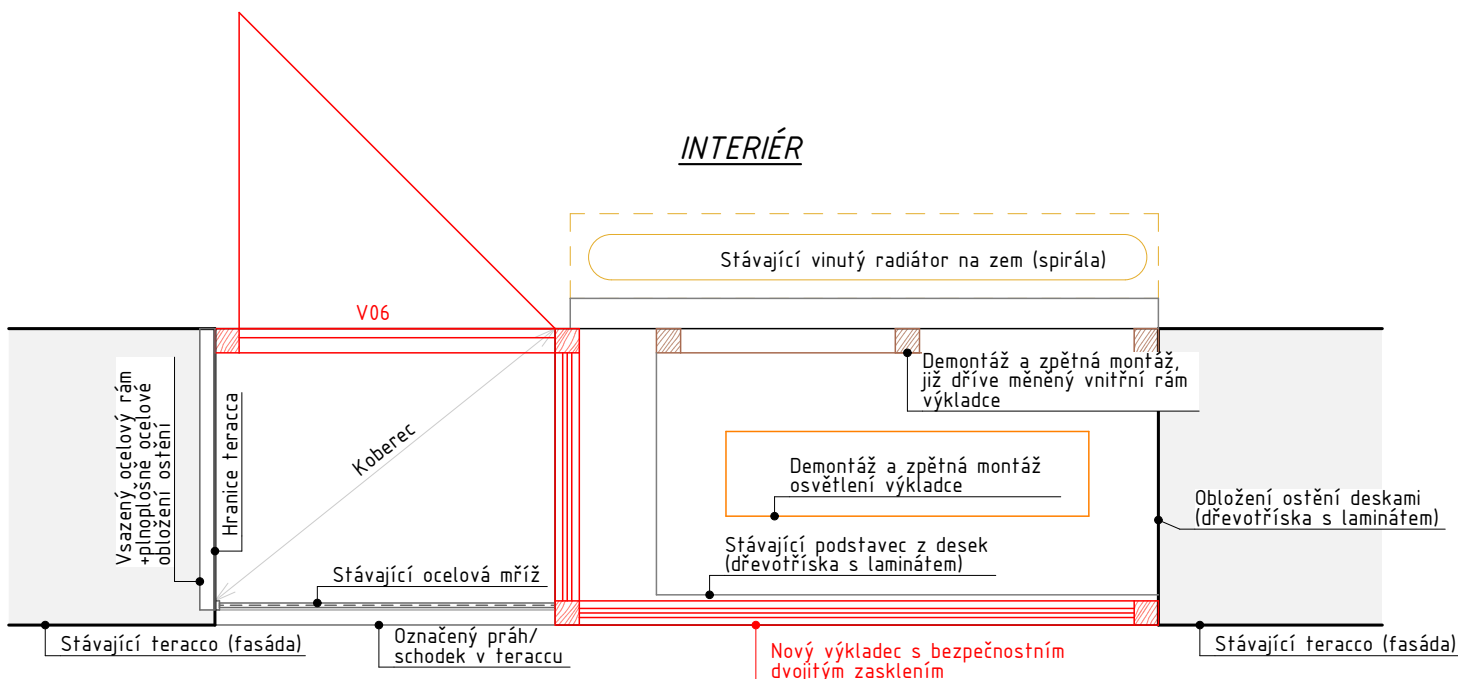 INTERIÉR
Stávající vinutý radiátor na zem (spirála)
V06
Demontáž a zpětná montáž,
již dříve měněný vnitřní rám
výkladce
Vsazený ocelový rám
+plnoplošné ocelové
obložení ostění
Hranice teracca
Koberec
Demontáž a zpětná montáž
osvětlení výkladce
Obložení ostění deskami
(dřevotříska s laminátem)
Stávající podstavec z desek
(dřevotříska s laminátem)
Stávající ocelová mříž
Stávající teracco (fasáda)
Označený práh/
schodek v teraccu
Nový výkladec s bezpečnostním
dvojitým zasklením
Stávající teracco (fasáda)